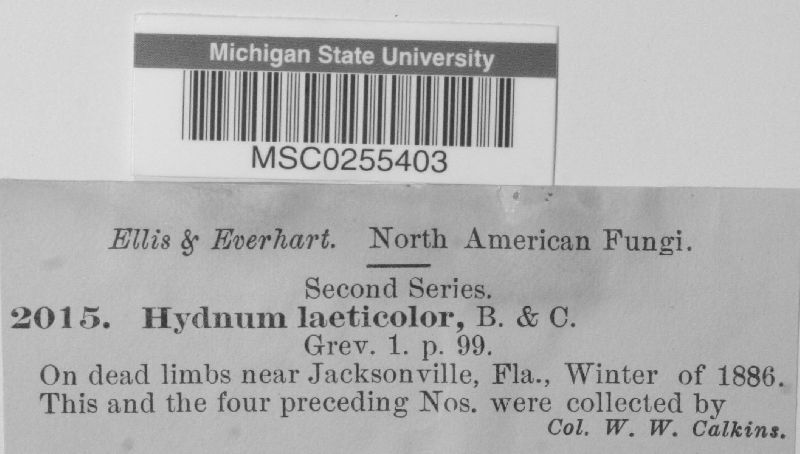 Michigan State University
MSC0255403
Ellis & Everhart. North American Fungi.
Second Series.
2015. Hydnum laeticolor, B. & C.
Grev. 1. p. 99.
On dead limbs near Jacksonville, Fla., Winter of 1886.
This and the four preceding Nos. were collected by
Col. W. W. Calkins.